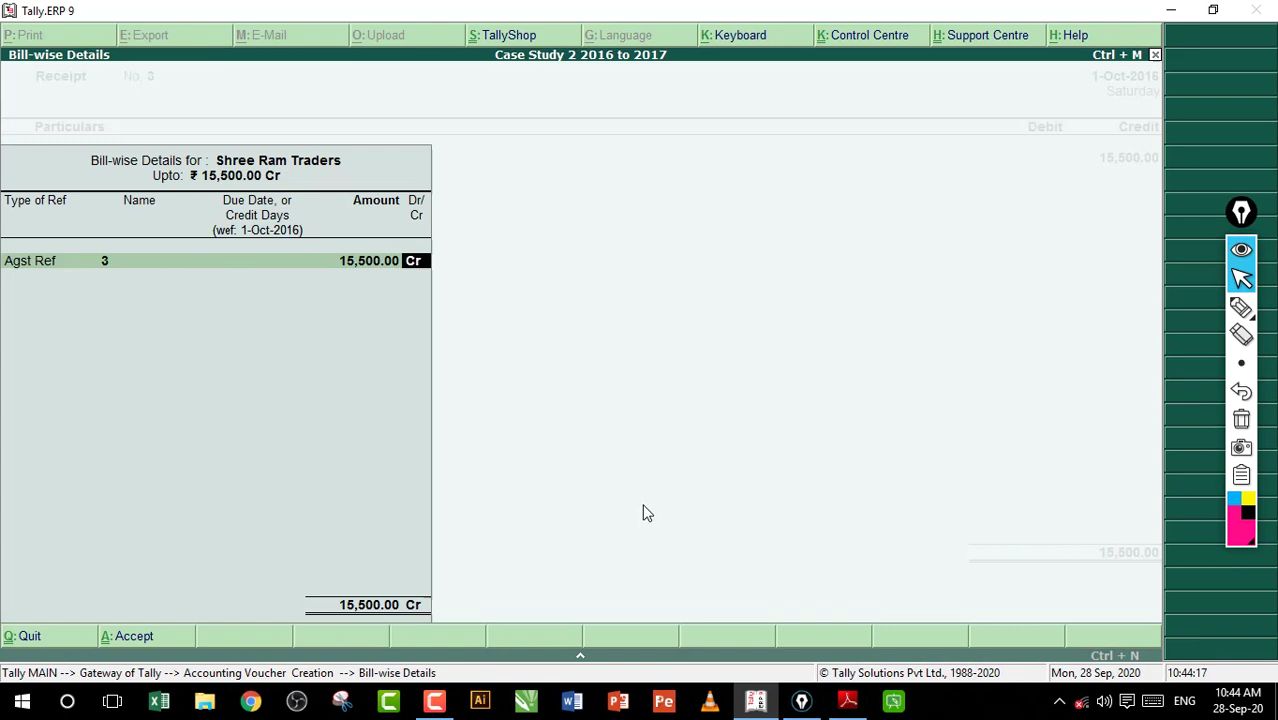 Tally.ERP 9
P: Print E: Export M: E-Mail O: Upload S: TallyShop G: Language K: Keyboard K: Control Centre H: Support Centre H: Help
Bill-wise Details Case Study 2 2016 to 2017 Ctrl + M
Receipt No. 3 1-Oct-2016
Saturday
Particulars Debit Credit
Bill-wise Details for : Shree Ram Traders 15,500.00
Upto: ₹ 15,500.00 Cr
Type of Ref Name Due Date, or Amount Dr/
Credit Days Cr
(wef: 1-Oct-2016)
Agst Ref 3 15,500.00 Cr
15,500.00
15,500.00 Cr
Q: Quit A: Accept
Ctrl + N
Tally MAIN --> Gateway of Tally --> Accounting Voucher Creation --> Bill-wise Details © Tally Solutions Pvt Ltd., 1988-2020 Mon, 28 Sep, 2020 10:44:17
ENG 10:44 AM
28-Sep-20